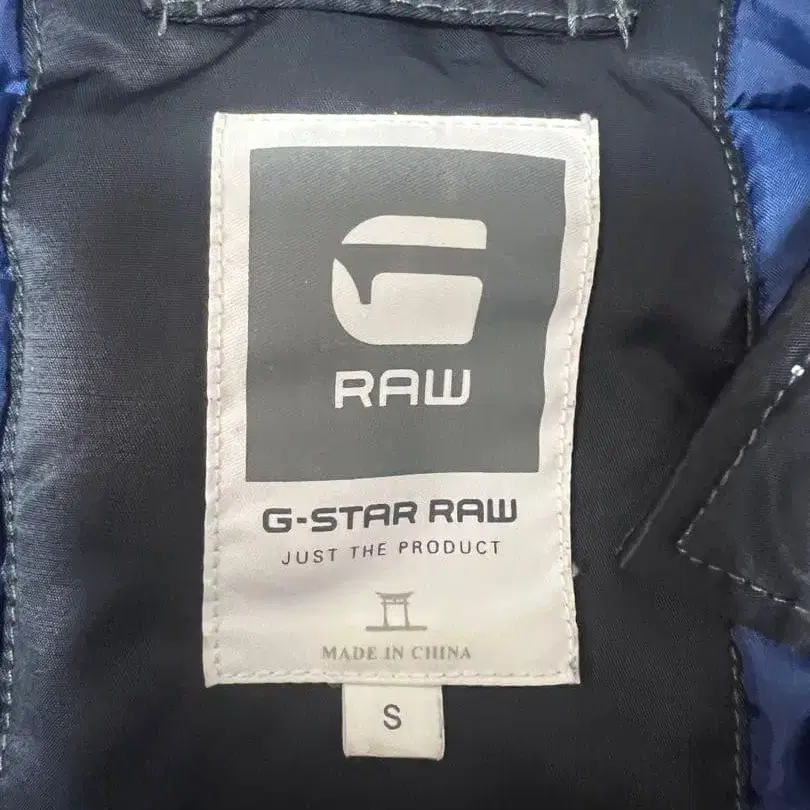 RAW
G-STAR RAW
JUST THE PRODUCT
MADE IN CHINA
S